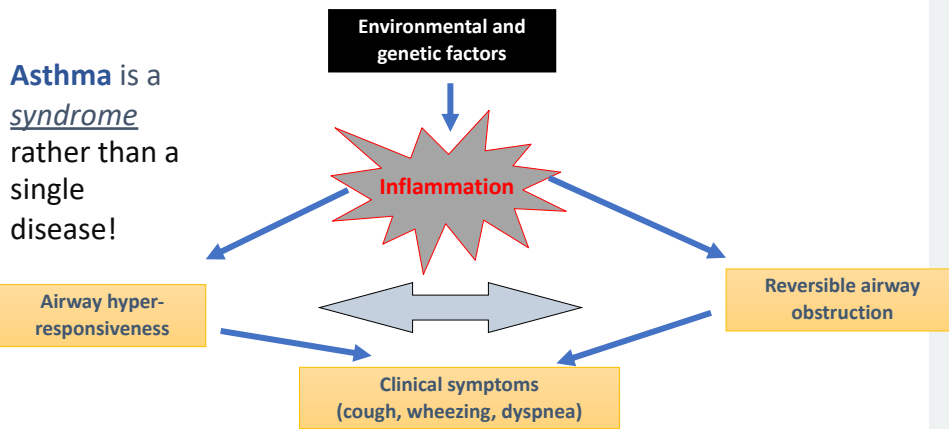 Environmental and
genetic factors
Asthma is a
syndrome
rather than a
single
disease!
Inflammation
Airway hyper-
responsiveness
Reversible airway
obstruction
Clinical symptoms
(cough, wheezing, dyspnea)